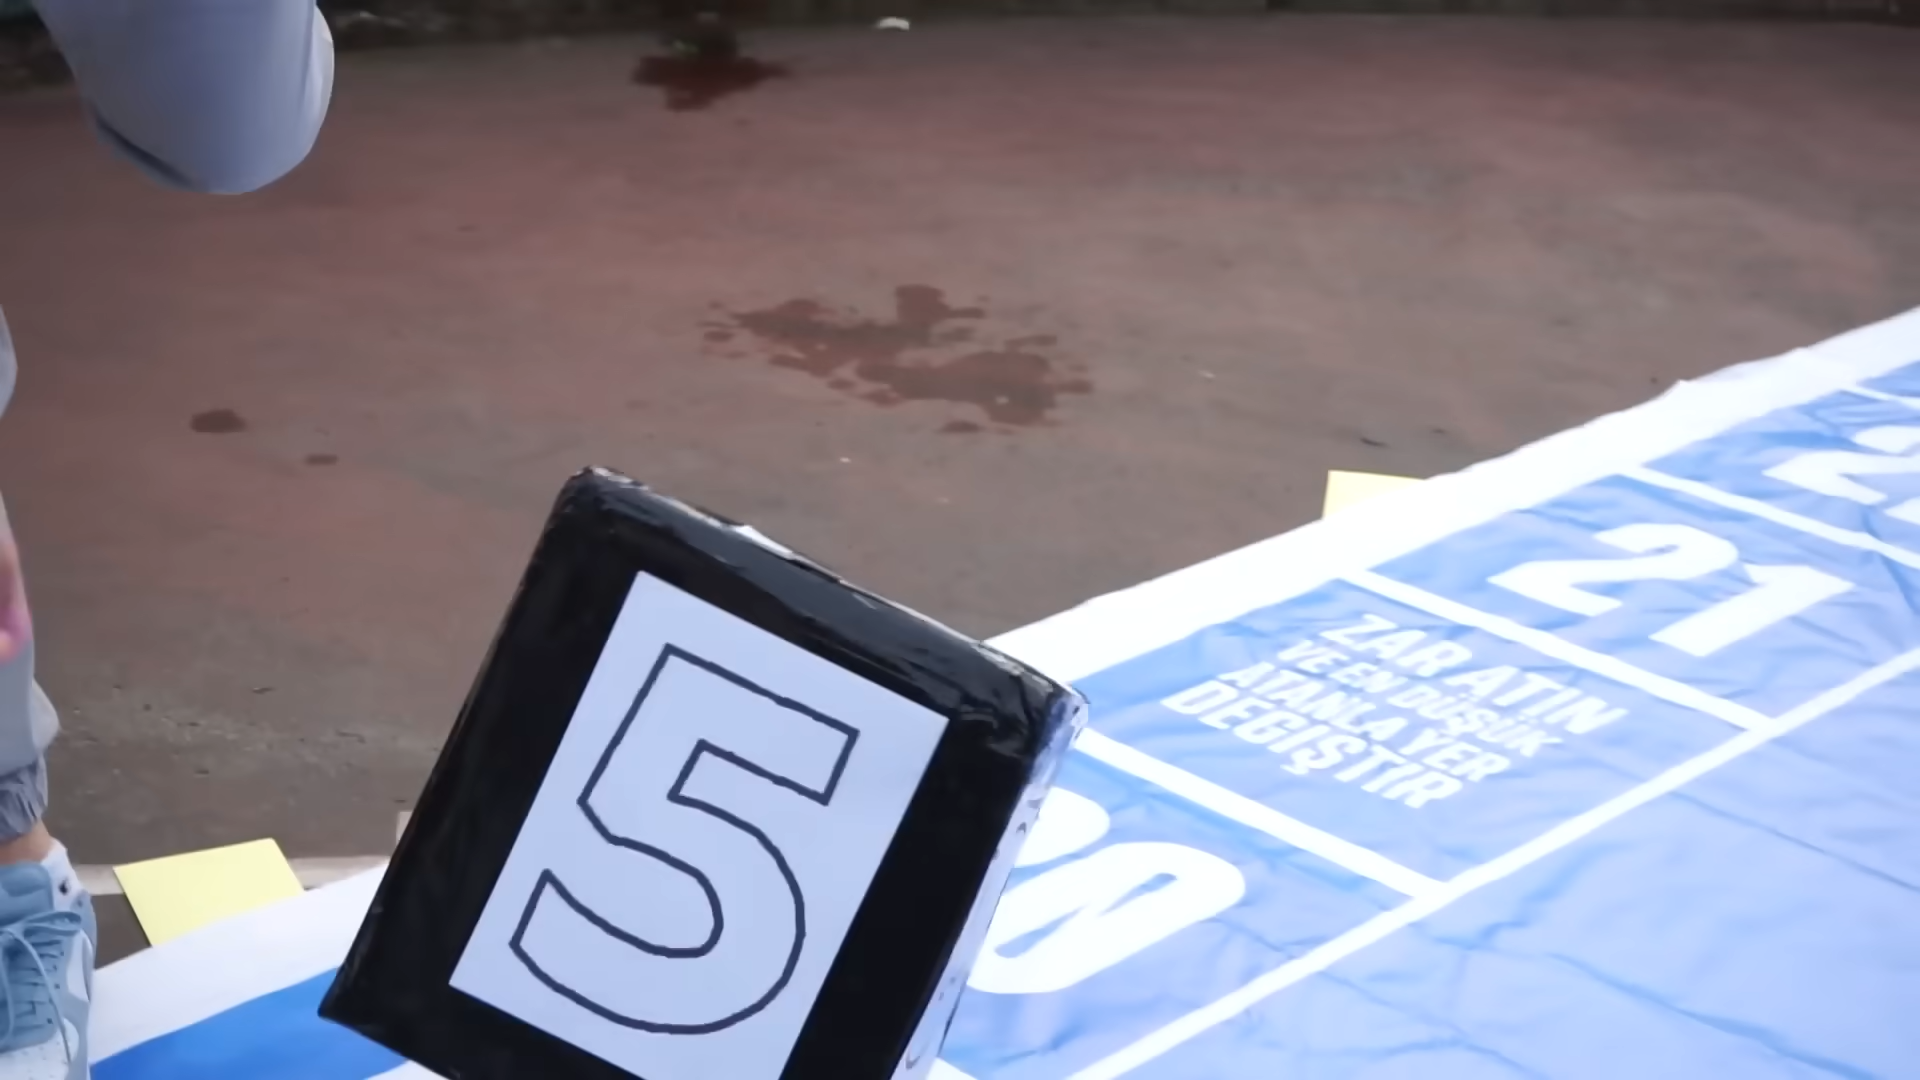 5
21
ZAR ATIN
VE EN DÜŞÜK
ATANLA YER
DEĞİŞTİR